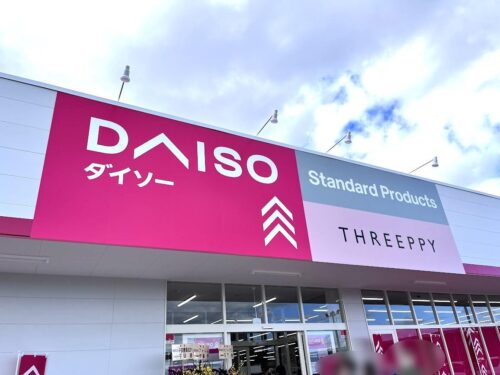 DAISO
ダイソー
Standard Products
THREEPPY